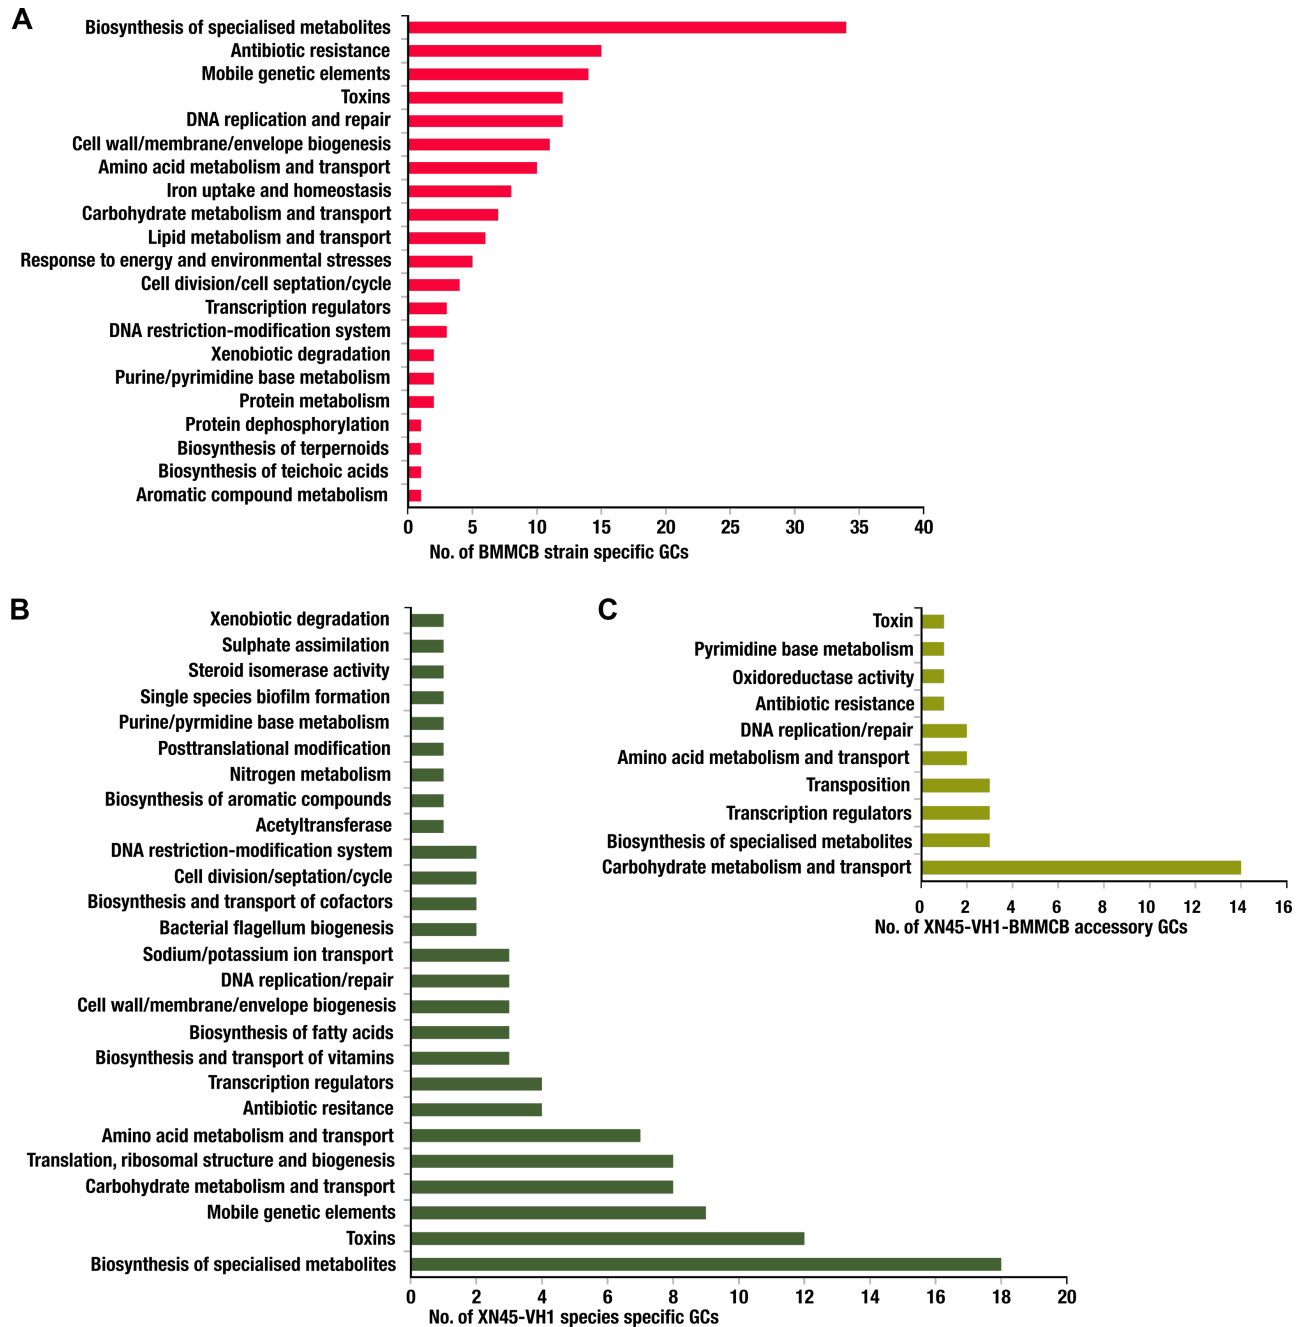 A
Biosynthesis of specialised metabolites
Antibiotic resistance
Mobile genetic elements
Toxins
DNA replication and repair
Cell wall/membrane/envelope biogenesis
Amino acid metabolism and transport
Iron uptake and homeostasis
Carbohydrate metabolism and transport
Lipid metabolism and transport
Response to energy and environmental stresses
Cell division/cell septation/cycle
Transcription regulators
DNA restriction-modification system
Xenobiotic degradation
Purine/pyrimidine base metabolism
Protein metabolism
Protein dephosphorylation
Biosynthesis of terpernoids
Biosynthesis of teichoic acids
Aromatic compound metabolism
0 5 10 15 20 25 30 35 40
No. of BMMCB strain specific GCs
B
Xenobiotic degradation
Sulphate assimilation
Steroid isomerase activity
Single species biofilm formation
Purine/pyrmidine base metabolism
Posttranslational modification
Nitrogen metabolism
Biosynthesis of aromatic compounds
Acetyltransferase
DNA restriction-modification system
Cell division/septation/cycle
Biosynthesis and transport of cofactors
Bacterial flagellum biogenesis
Sodium/potassium ion transport
DNA replication/repair
Cell wall/membrane/envelope biogenesis
Biosynthesis of fatty acids
Biosynthesis and transport of vitamins
Transcription regulators
Antibiotic resitance
Amino acid metabolism and transport
Translation, ribosomal structure and biogenesis
Carbohydrate metabolism and transport
Mobile genetic elements
Toxins
Biosynthesis of specialised metabolites
0 2 4 6 8 10 12 14 16 18 20
No. of XN45-VH1 species specific GCs
C
Toxin
Pyrimidine base metabolism
Oxidoreductase activity
Antibiotic resistance
DNA replication/repair
Amino acid metabolism and transport
Transposition
Transcription regulators
Biosynthesis of specialised metabolites
Carbohydrate metabolism and transport
0 2 4 6 8 10 12 14 16
No. of XN45-VH1-BMMCB accessory GCs